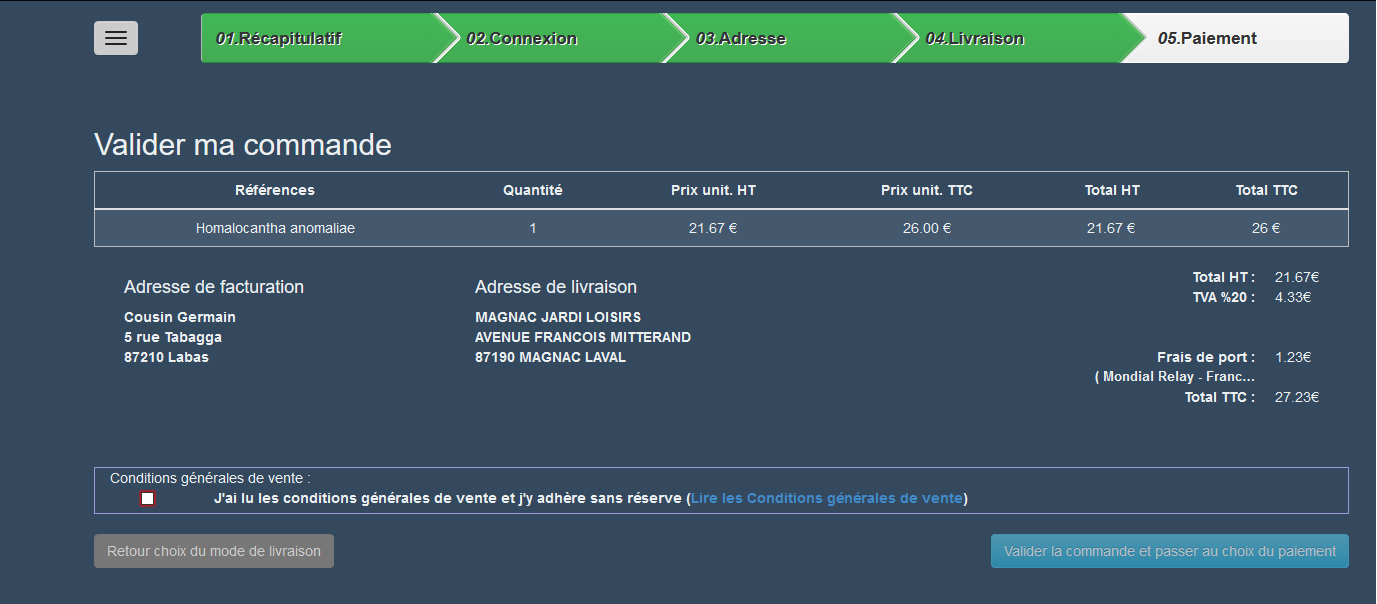 01.Récapitulatif 02.Connexion 03.Adresse 04.Livraison 05.Paiement
Valider ma commande
Références Quantité Prix unit. HT Prix unit. TTC Total HT Total TTC
Homalocantha anomaliae 1 21.67 € 26.00 € 21.67 € 26 €
Adresse de facturation
Cousin Germain
5 rue Tabagga
87210 Labas
Adresse de livraison
MAGNAC JARDI LOISIRS
AVENUE FRANCOIS MITTERAND
87190 MAGNAC LAVAL
Total HT : 21.67€
TVA %20 : 4.33€
Frais de port : 1.23€
( Mondial Relay - Franc...
Total TTC : 27.23€
Conditions générales de vente :
J'ai lu les conditions générales de vente et j'y adhère sans réserve (Lire les Conditions générales de vente)
Retour choix du mode de livraison
Valider la commande et passer au choix du paiement